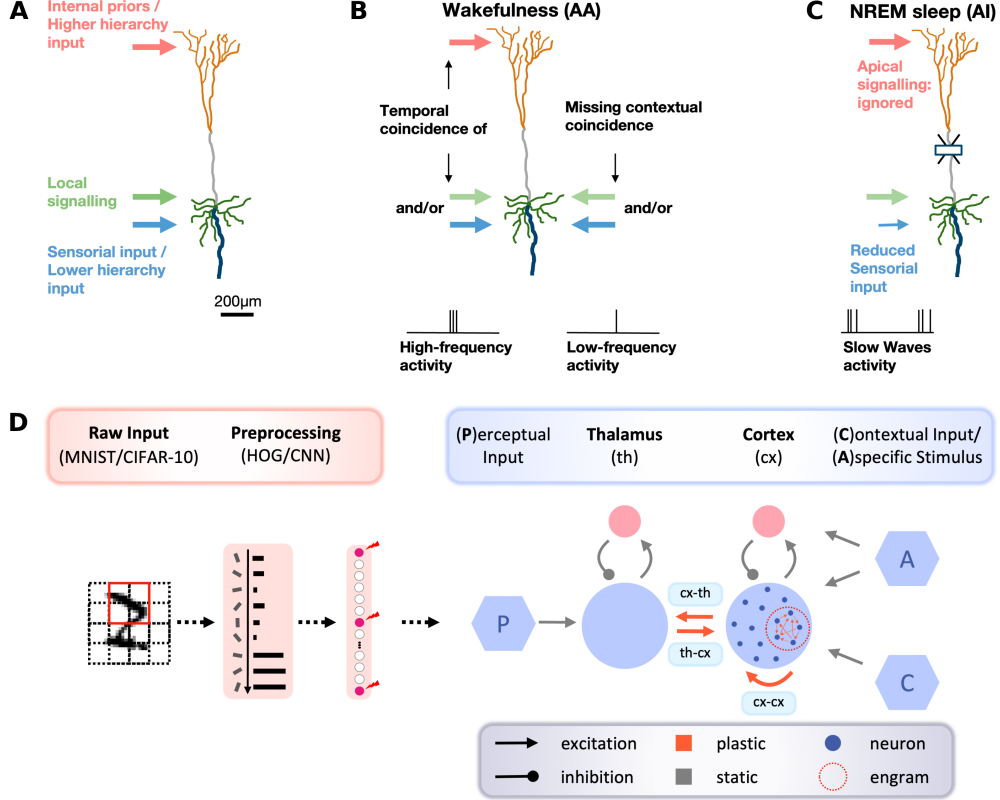 A
Internal priors /
Higher hierarchy
input
Local
signalling
Sensorial input /
Lower hierarchy
input
200μm
B
Wakefulness (AA)
Temporal
coincidence of
Missing contextual
coincidence
and/or
and/or
High-frequency
activity
Low-frequency
activity
C
NREM sleep (AI)
Apical
signalling:
ignored
Reduced
Sensorial
input
Slow Waves
activity
D
Raw Input
(MNIST/CIFAR-10)
Preprocessing
(HOG/CNN)
(P)erceptual
Input
Thalamus
(th)
Cortex
(cx)
(C)ontextual Input/
(A)specific Stimulus
P
cx-th
th-cx
cx-cx
A
C
excitation
plastic
neuron
inhibition
static
engram